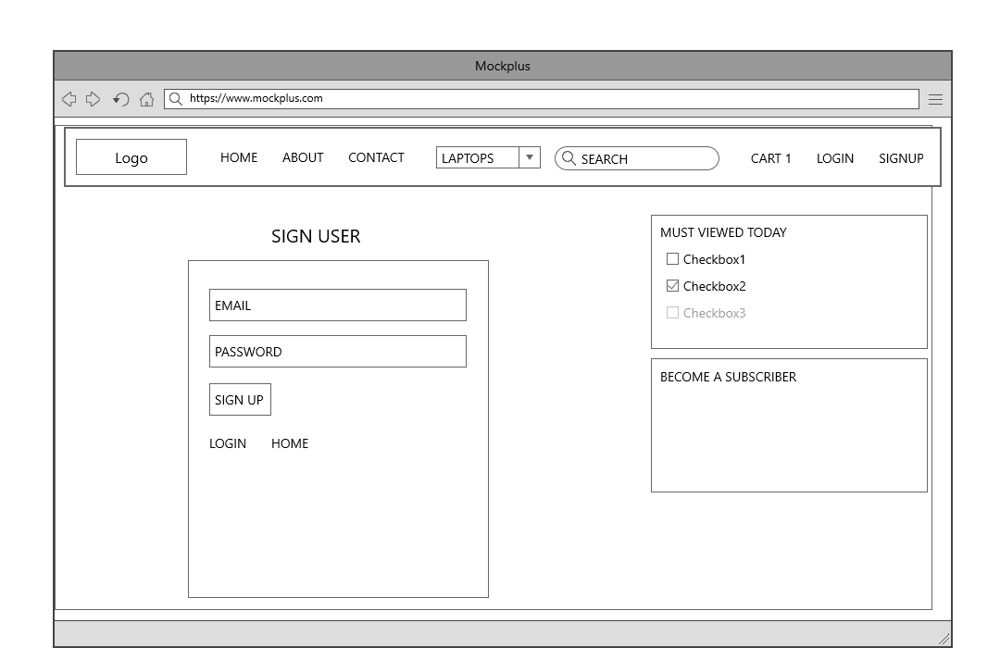 Mockplus
https://www.mockplus.com
Logo HOME ABOUT CONTACT LAPTOPS SEARCH CART 1 LOGIN SIGNUP
SIGN USER
EMAIL
PASSWORD
SIGN UP
LOGIN HOME
MUST VIEWED TODAY
Checkbox1
Checkbox2
Checkbox3
BECOME A SUBSCRIBER